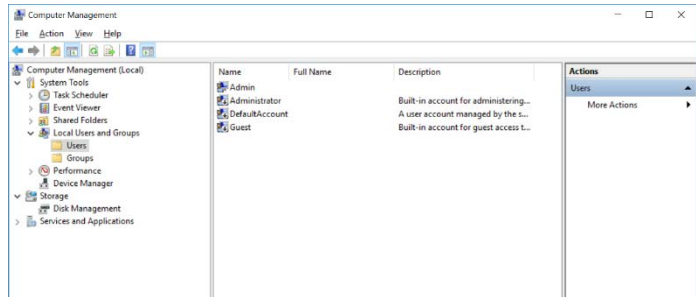 Computer Management
File Action View Help
Computer Management (Local)
System Tools
Task Scheduler
Event Viewer
Shared Folders
Local Users and Groups
Users
Groups
Performance
Device Manager
Storage
Disk Management
Services and Applications
Name Full Name Description
Admin
Administrator Built-in account for administering...
DefaultAccount A user account managed by the s...
Guest Built-in account for guest access t...
Actions
Users
More Actions